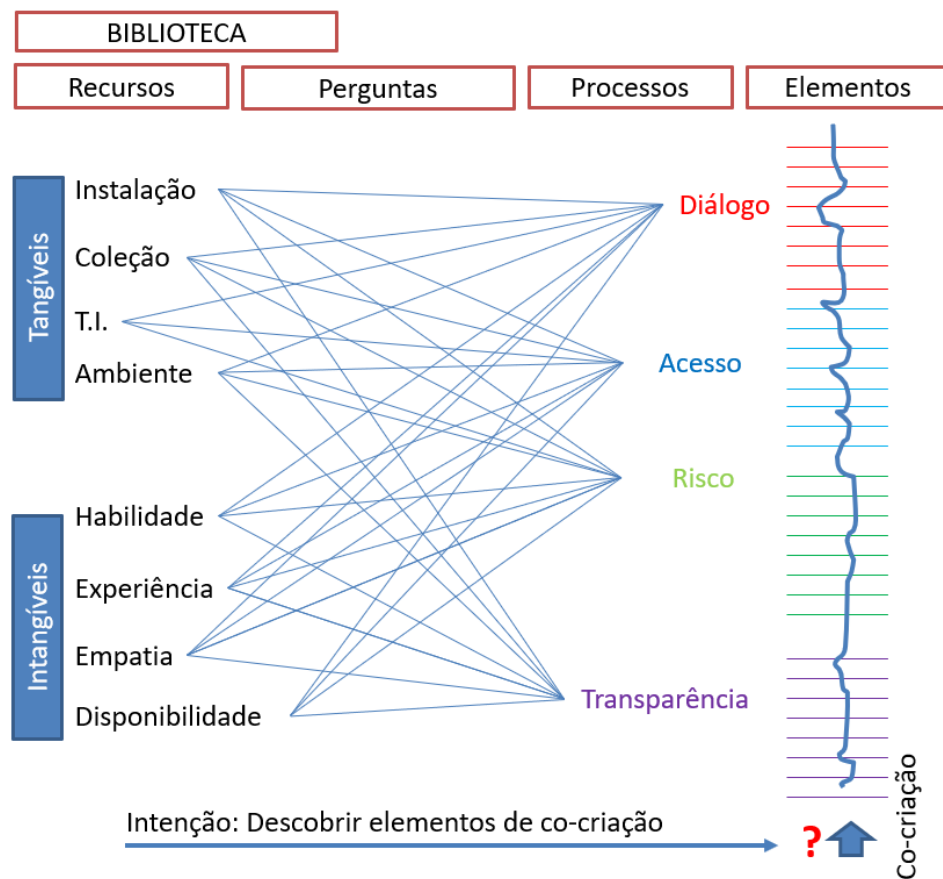 BIBLIOTECA
Recursos
Perguntas
Processos
Elementos
Tangíveis
Instalação
Coleção
T.I.
Ambiente
Intangíveis
Habilidade
Experiência
Empatia
Disponibilidade
Diálogo
Acesso
Risco
Transparência
Intenção: Descobrir elementos de co-criação
?
Co-criação